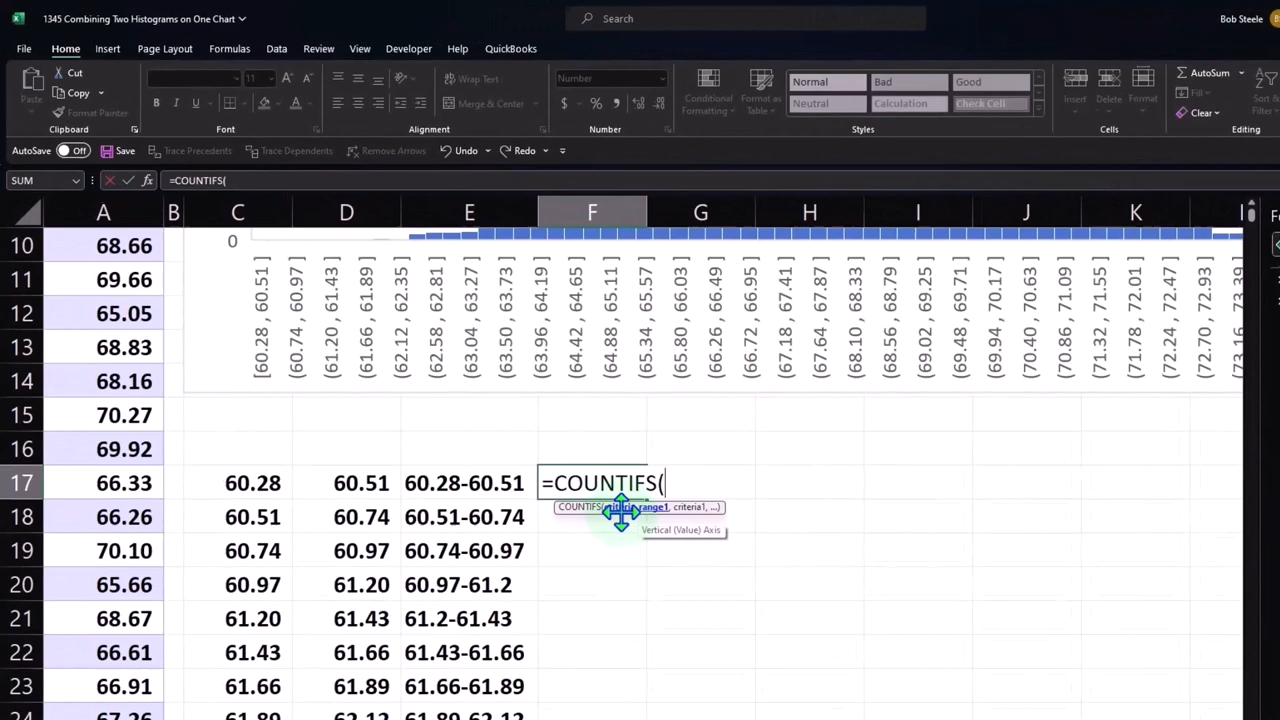 1345 Combining Two Histograms on One Chart
Search
Bob Steele
File Home Insert Page Layout Formulas Data Review View Developer Help QuickBooks
Paste
Cut
Copy
Format Painter
Clipboard
11
Font
Wrap Text
Merge & Center
Alignment
Number
Number
Conditional Formatting
Format as Table
Normal Bad Good
Neutral Calculation Check Cell
Styles
Insert Delete Format
Cells
AutoSum
Fill
Clear
Editing
AutoSave Off Save Trace Precedents Trace Dependents Remove Arrows Undo Redo
SUM fx =COUNTIFS(
A B C D E F G H I J K
0
[60.28 , 60.51 ]
(60.74 , 60.97 ]
(61.20 , 61.43 ]
(61.66 , 61.89 ]
(62.12 , 62.35 ]
(62.58 , 62.81 ]
(63.04 , 63.27 ]
(63.50 , 63.73 ]
(63.96 , 64.19 ]
(64.42 , 64.65 ]
(64.88 , 65.11 ]
(65.34 , 65.57 ]
(65.80 , 66.03 ]
(66.26 , 66.49 ]
(66.72 , 66.95 ]
(67.18 , 67.41 ]
(67.64 , 67.87 ]
(68.10 , 68.33 ]
(68.56 , 68.79 ]
(69.02 , 69.25 ]
(69.48 , 69.71 ]
(69.94 , 70.17 ]
(70.40 , 70.63 ]
(70.86 , 71.09 ]
(71.32 , 71.55 ]
(71.78 , 72.01 ]
(72.24 , 72.47 ]
(72.70 , 72.93 ]
10 68.66
11 69.66
12 65.05
13 68.83
14 68.16
15 70.27
16 69.92
17 66.33 60.28 60.51 60.28-60.51 =COUNTIFS(
COUNTIFS(criteria_range1, criteria1, ...)
18 66.26 60.51 60.74 60.51-60.74
Vertical (Value) Axis
19 70.10 60.74 60.97 60.74-60.97
20 65.66 60.97 61.20 60.97-61.2
21 68.67 61.20 61.43 61.2-61.43
22 66.61 61.43 61.66 61.43-61.66
23 66.91 61.66 61.89 61.66-61.89
24 67.26 61.89 62.12 61.89-62.12